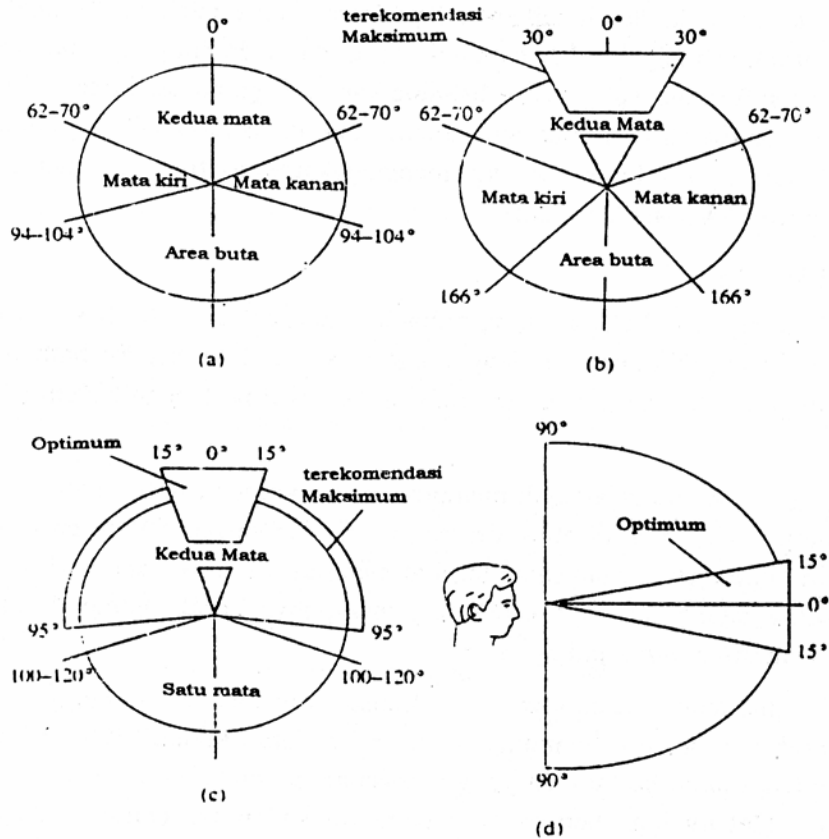 0°
62–70°
62–70°
Kedua mata
Mata kiri
Mata kanan
94–104°
94–104°
Area buta
(a)
terekomendasi
Maksimum
30°
0°
30°
62–70°
62–70°
Kedua Mata
Mata kiri
Mata kanan
Area buta
166°
166°
(b)
Optimum
15°
0°
15°
terekomendasi
Maksimum
Kedua Mata
95°
95°
100–120°
100–120°
Satu mata
(c)
90°
Optimum
15°
0°
15°
90°
(d)